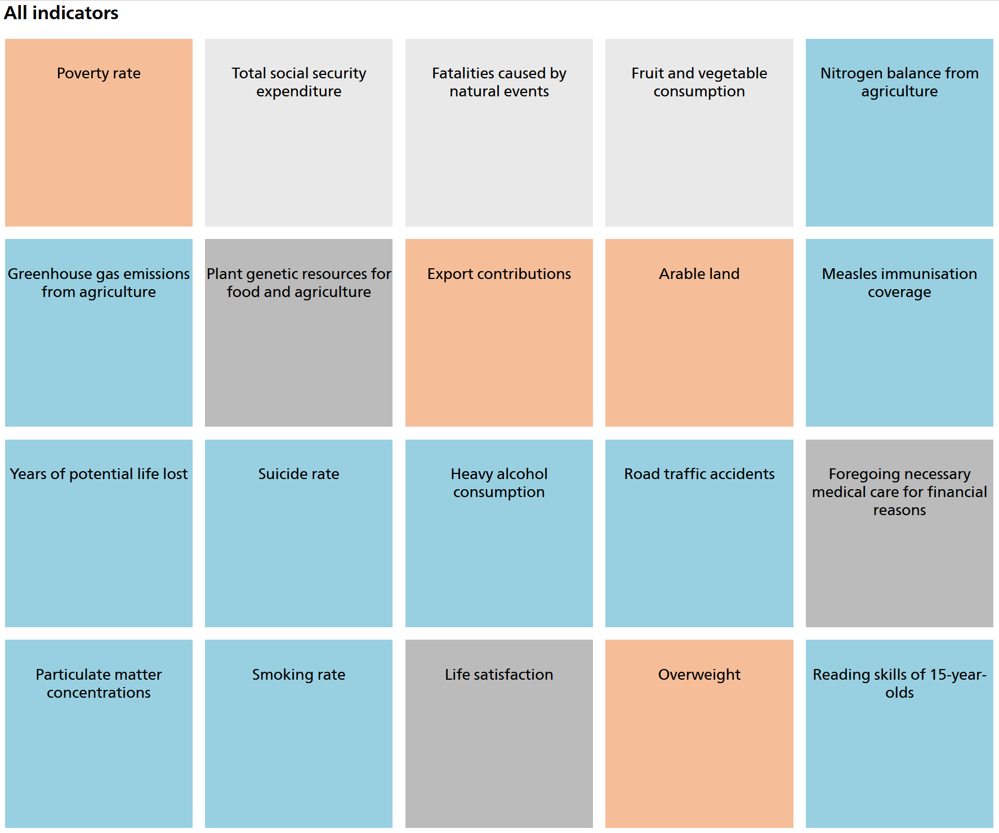 All indicators
Poverty rate
Total social security
expenditure
Fatalities caused by
natural events
Fruit and vegetable
consumption
Nitrogen balance from
agriculture
Greenhouse gas emissions
from agriculture
Plant genetic resources for
food and agriculture
Export contributions
Arable land
Measles immunisation
coverage
Years of potential life lost
Suicide rate
Heavy alcohol
consumption
Road traffic accidents
Foregoing necessary
medical care for financial
reasons
Particulate matter
concentrations
Smoking rate
Life satisfaction
Overweight
Reading skills of 15-year-
olds